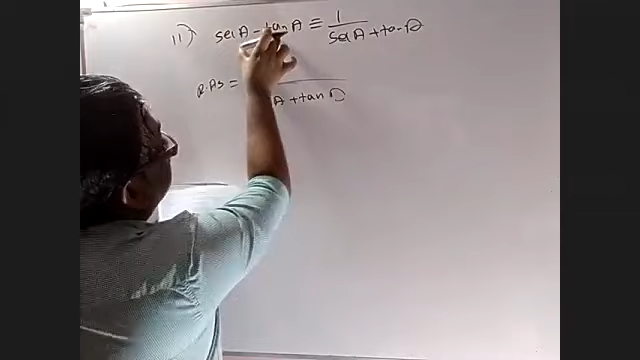 11) sec A - tan A ≡ 1 / sec A + tan A
R.H.S = A + tan A